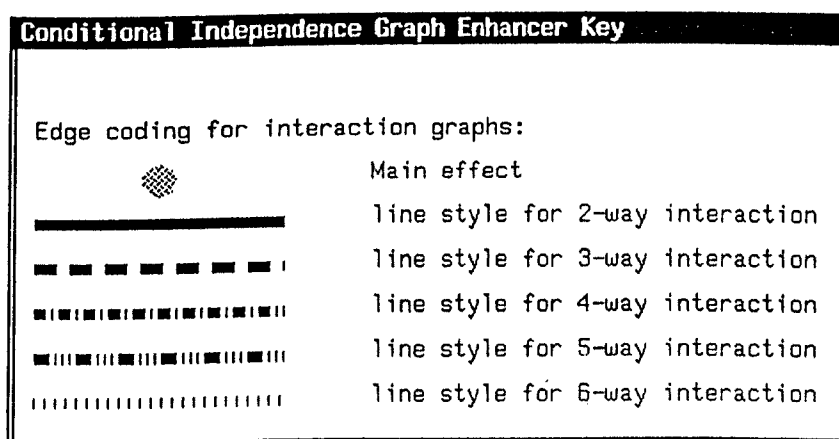 Conditional Independence Graph Enhancer Key
Edge coding for interaction graphs:
Main effect
line style for 2-way interaction
line style for 3-way interaction
line style for 4-way interaction
line style for 5-way interaction
line style for 6-way interaction